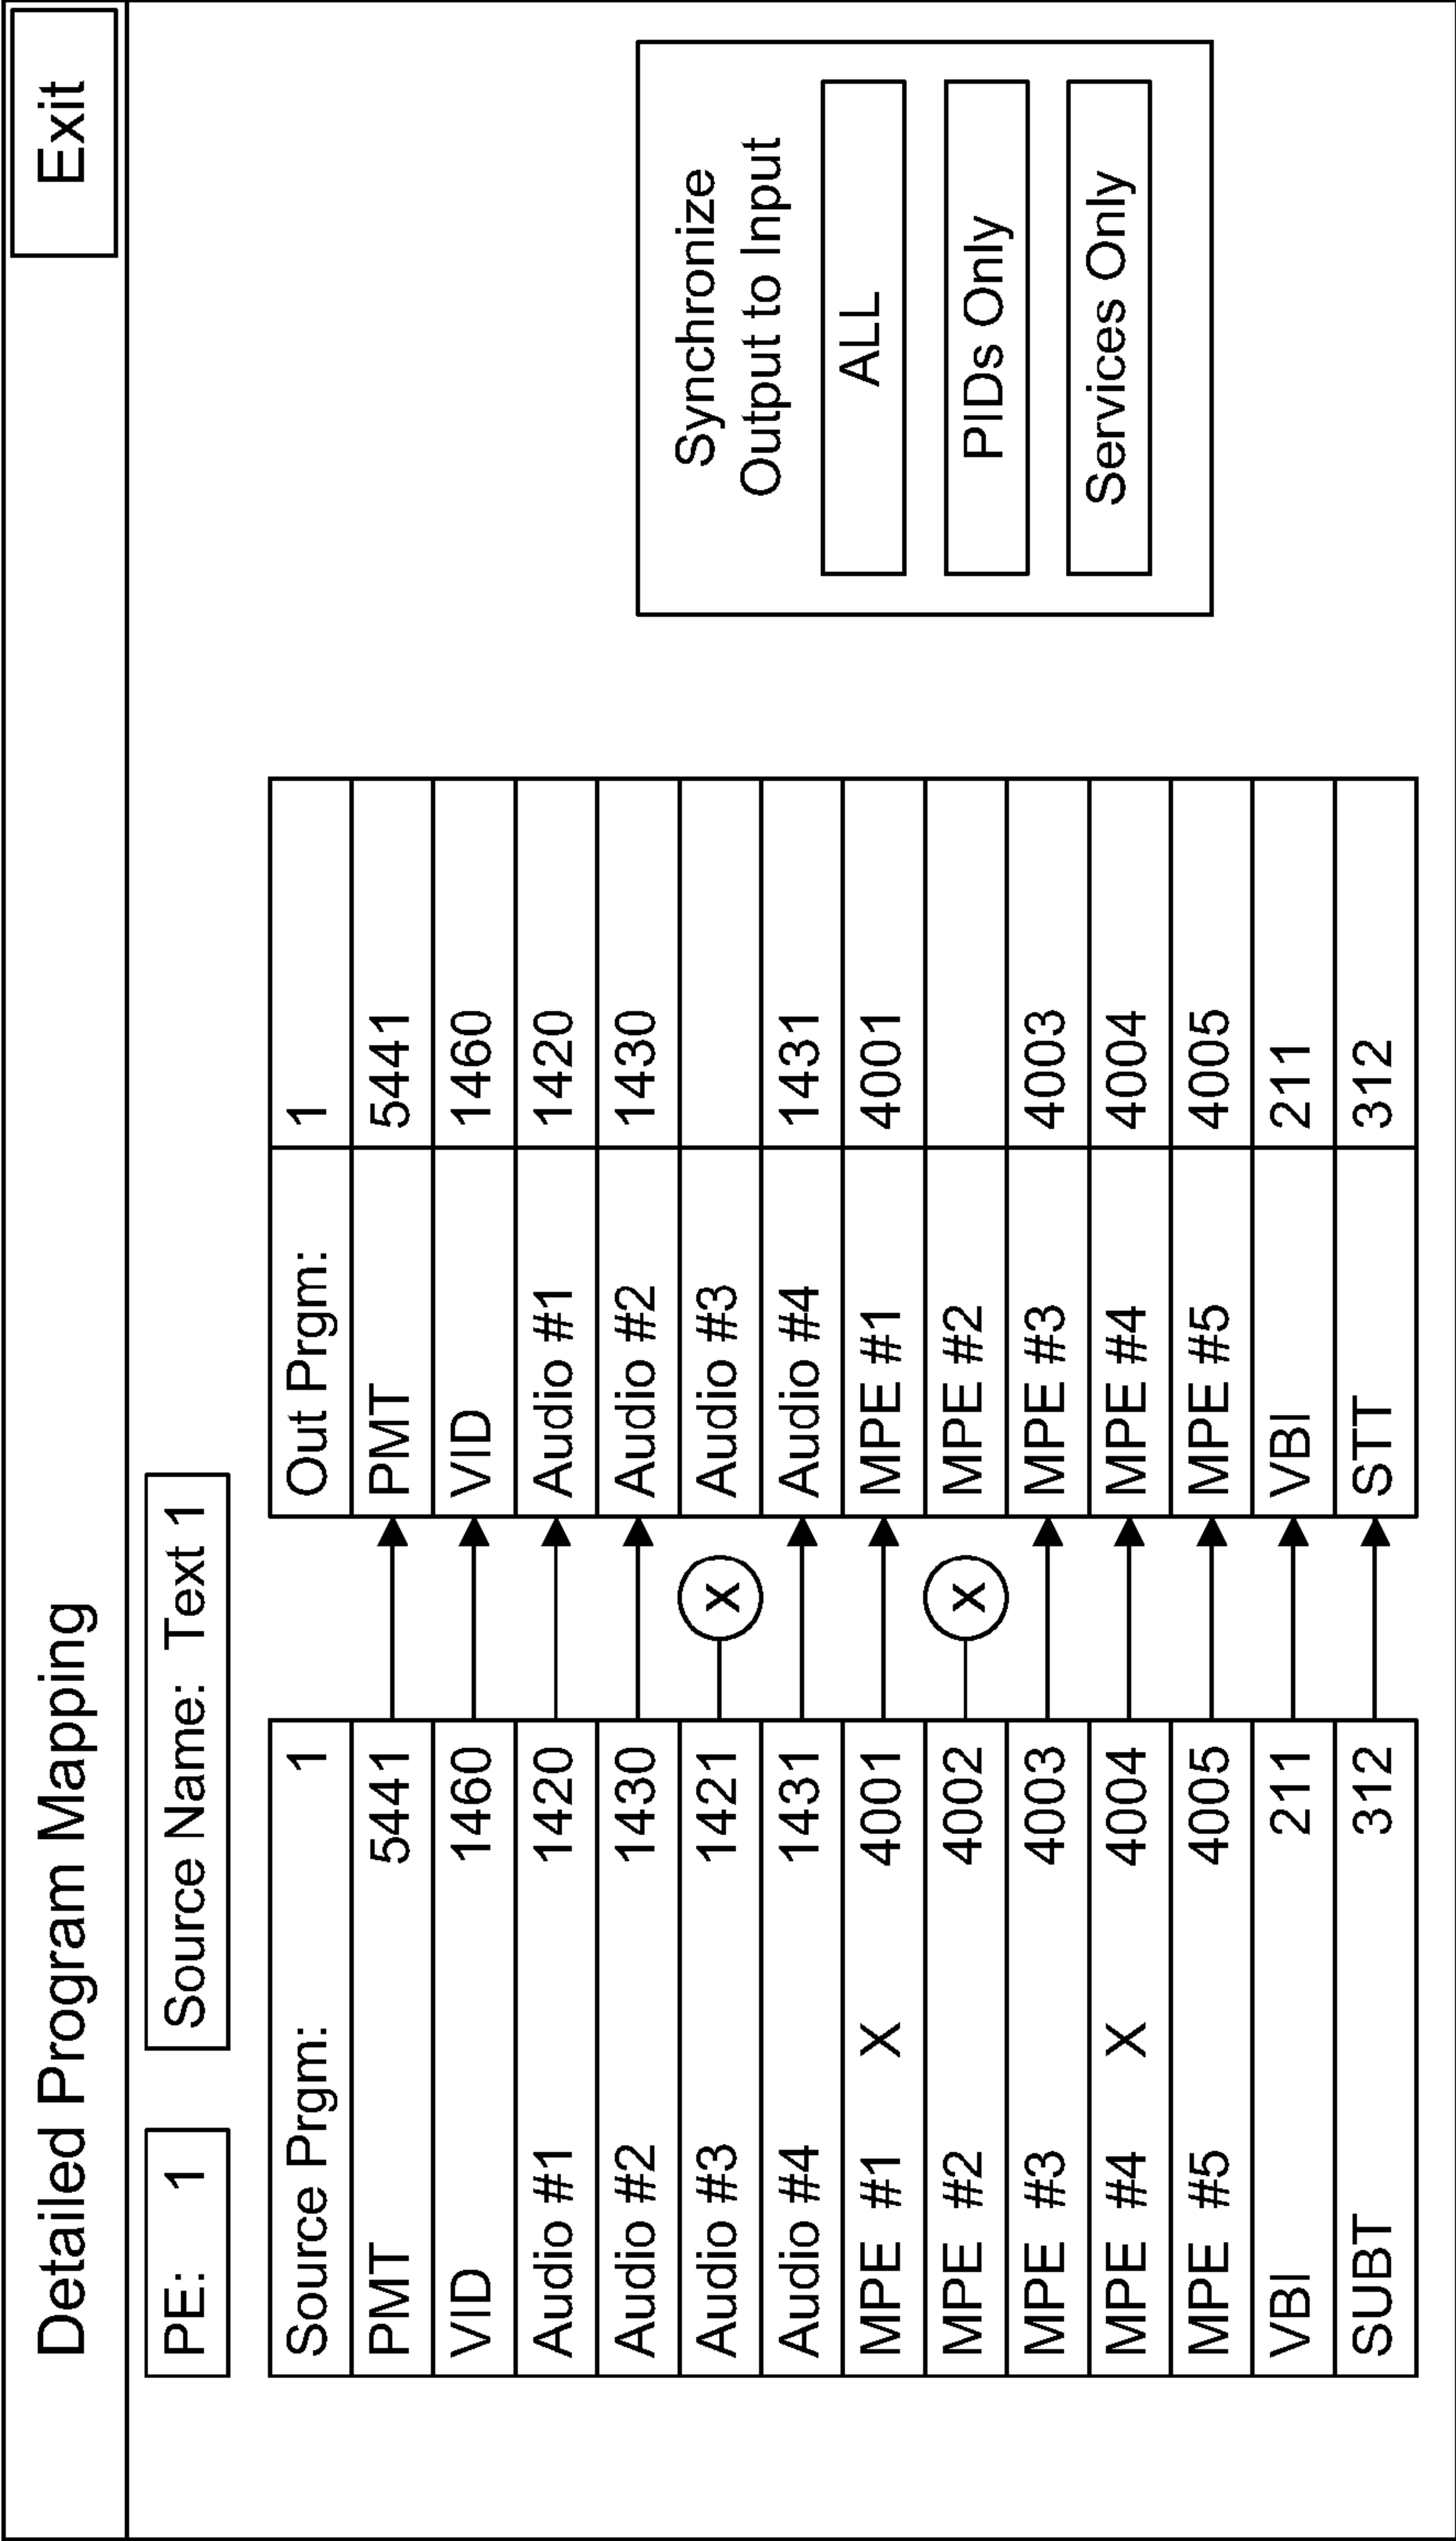 Detailed Program Mapping
Exit
PE: 1
Source Name: Text 1
Source Prgm: 1
PMT 5441
VID 1460
Audio #1 1420
Audio #2 1430
Audio #3 1421
Audio #4 1431
MPE #1 X 4001
MPE #2 4002
MPE #3 4003
MPE #4 X 4004
MPE #5 4005
VBI 211
SUBT 312
X
X
Out Prgm: 1
PMT 5441
VID 1460
Audio #1 1420
Audio #2 1430
Audio #3
Audio #4 1431
MPE #1 4001
MPE #2
MPE #3 4003
MPE #4 4004
MPE #5 4005
VBI 211
STT 312
Synchronize
Output to Input
ALL
PIDs Only
Services Only